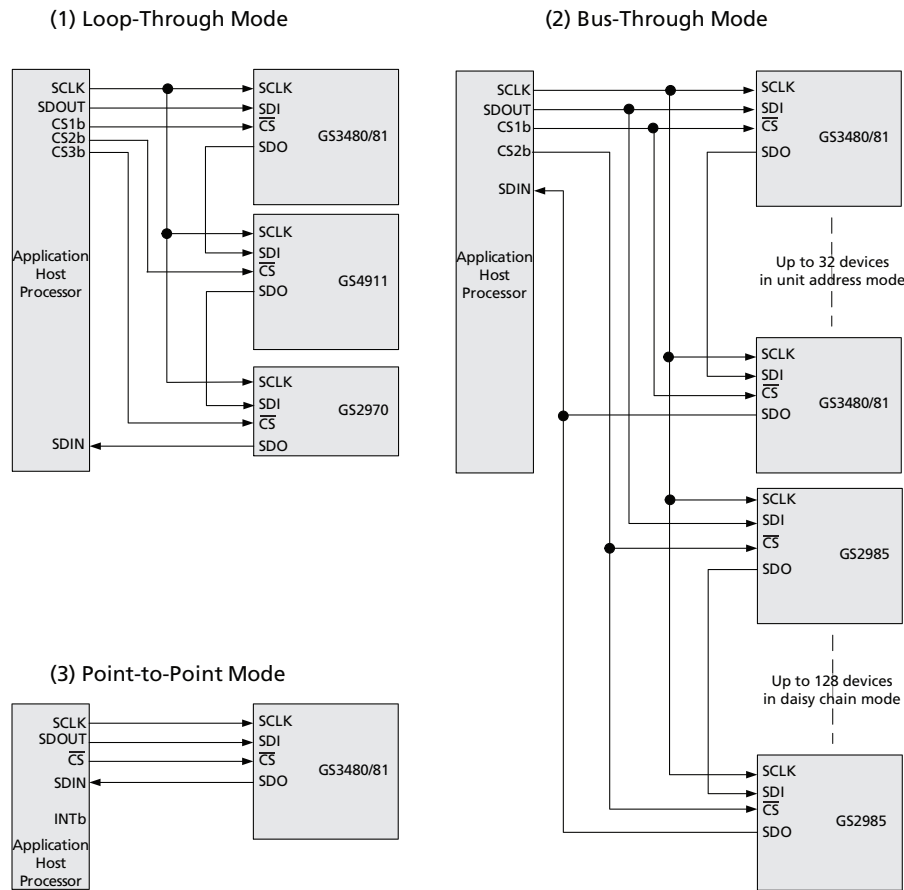 (1) Loop-Through Mode
SCLK
SDOUT
CS1b
CS2b
CS3b
Application
Host
Processor
SDIN
SCLK
SDI
CS
SDO
GS3480/81
SCLK
SDI
CS
SDO
GS4911
SCLK
SDI
CS
SDO
GS2970
(2) Bus-Through Mode
SCLK
SDOUT
CS1b
CS2b
SDIN
Application
Host
Processor
SCLK
SDI
CS
SDO
GS3480/81
Up to 32 devices
in unit address mode
SCLK
SDI
CS
SDO
GS3480/81
SCLK
SDI
CS
SDO
GS2985
Up to 128 devices
in daisy chain mode
SCLK
SDI
CS
SDO
GS2985
(3) Point-to-Point Mode
SCLK
SDOUT
CS
SDIN
INTb
Application
Host
Processor
SCLK
SDI
CS
SDO
GS3480/81